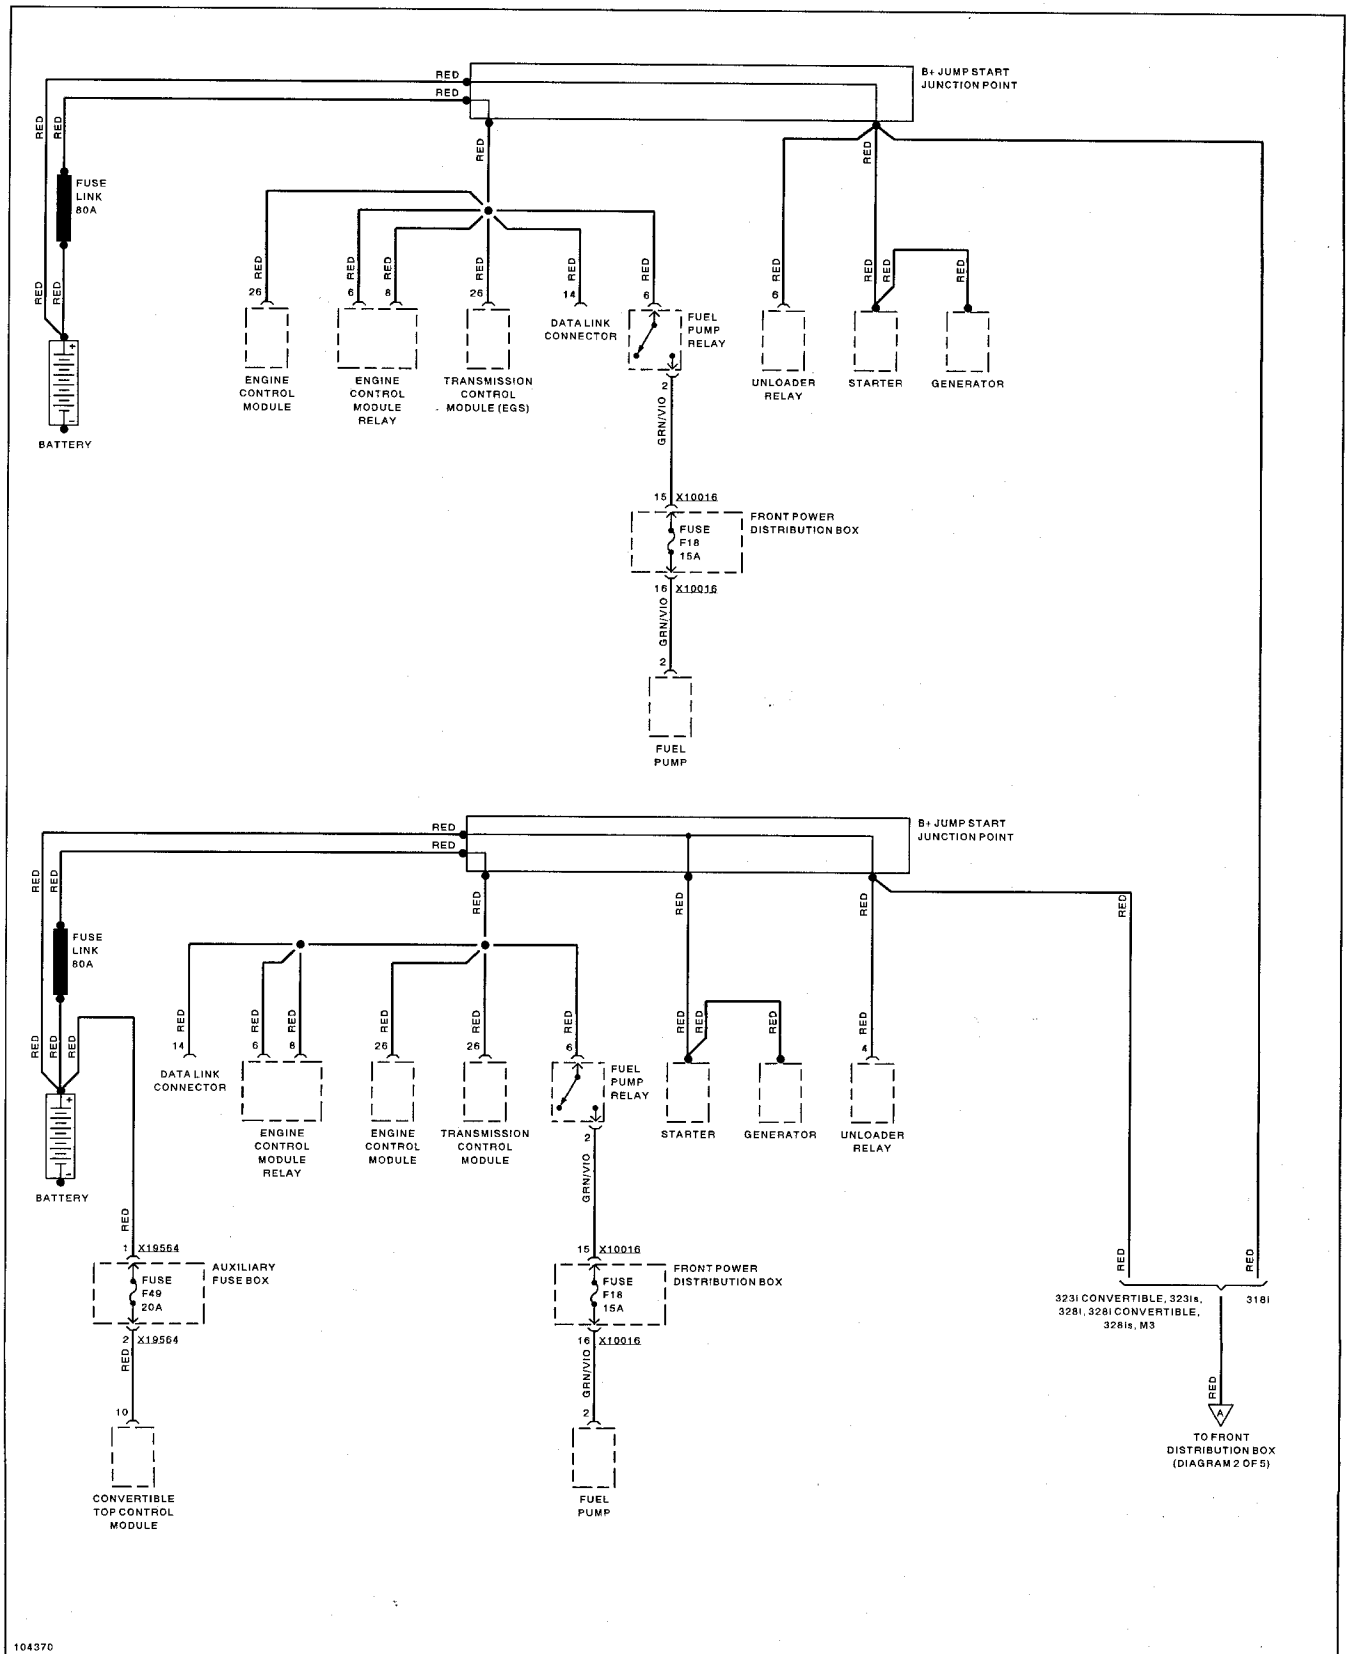 RED
RED
B+ JUMP START
JUNCTION POINT
RED
RED
RED
RED
FUSE
LINK
80A
RED
RED
RED
RED
RED
RED
RED
RED
RED
RED
RED
RED
RED
26
6
8
26
14
6
6
DATA LINK
CONNECTOR
FUEL
PUMP
RELAY
ENGINE
CONTROL
MODULE
ENGINE
CONTROL
MODULE
RELAY
TRANSMISSION
CONTROL
MODULE (EGS)
UNLOADER
RELAY
STARTER
GENERATOR
BATTERY
2
GRN/VIO
15 X10016
FRONT POWER
DISTRIBUTION BOX
FUSE
F18
15A
16 X10016
GRN/VIO
2
FUEL
PUMP
RED
RED
B+ JUMP START
JUNCTION POINT
RED
RED
RED
RED
RED
RED
FUSE
LINK
80A
RED
RED
RED
RED
RED
RED
RED
RED
RED
RED
RED
RED
RED
14
6
8
26
26
6
4
DATA LINK
CONNECTOR
FUEL
PUMP
RELAY
ENGINE
CONTROL
MODULE
RELAY
ENGINE
CONTROL
MODULE
TRANSMISSION
CONTROL
MODULE
STARTER
GENERATOR
UNLOADER
RELAY
BATTERY
2
GRN/VIO
RED
1 X19564
AUXILIARY
FUSE BOX
FUSE
F49
20A
2 X19564
RED
10
CONVERTIBLE
TOP CONTROL
MODULE
15 X10016
FRONT POWER
DISTRIBUTION BOX
FUSE
F18
15A
16 X10016
GRN/VIO
2
FUEL
PUMP
RED
RED
323i CONVERTIBLE, 323is,
328i, 328i CONVERTIBLE,
328is, M3
318i
RED
A
TO FRONT
DISTRIBUTION BOX
(DIAGRAM 2 OF 5)
104370